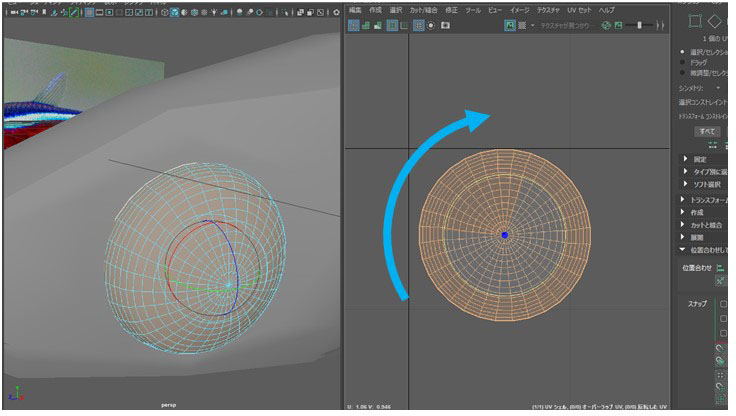 編集 作成 選択 カット/縫合 修正 ツール ビュー イメージ テクスチャ UV セット ヘルプ
テクスチャが見つかり...
1 個の U
選択/セレクショ
ドラッグ
微調整/セレク
シンメトリ:
選択コンストレイント
トランスフォーム コンストレイン
すべて
固定
タイプ別に選
ソフト選択
トランスフォーム
作成
カットと縫合
展開
位置合わせして
位置合わせ
スナップ
persp
U: 1.06 V: 0.946
(1/1) UV シェル, (0/0) オーバーラップ UV, (0/0) 反転した UV